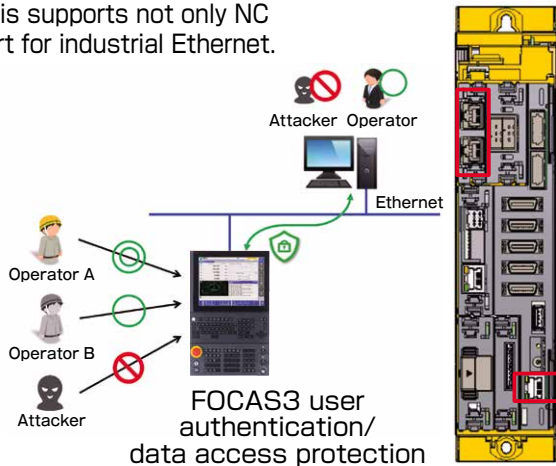 is supports not only NC
rt for industrial Ethernet.
Attacker Operator
Ethernet
Operator A
Operator B
Attacker
FOCAS3 user
authentication/
data access protection